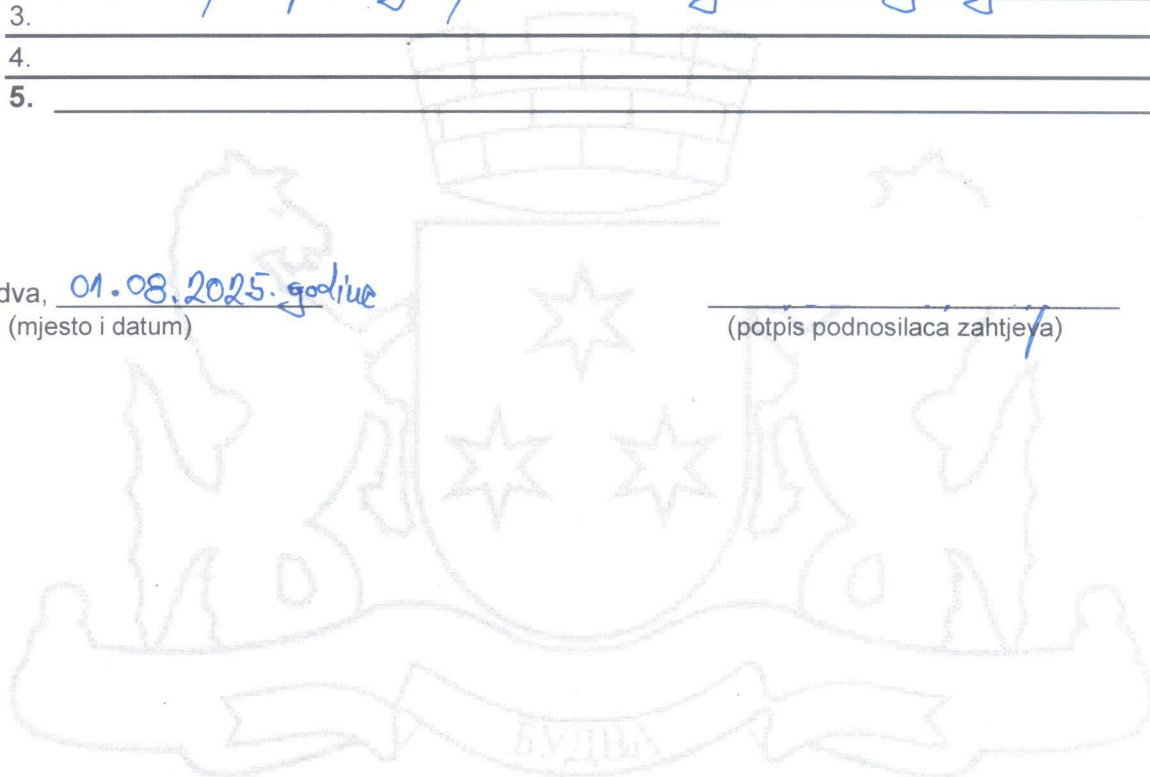 3.
4.
5.
dva, 01.08.2025. godine
(mjesto i datum)
(potpis podnosilaca zahtjeva)
БУДВА